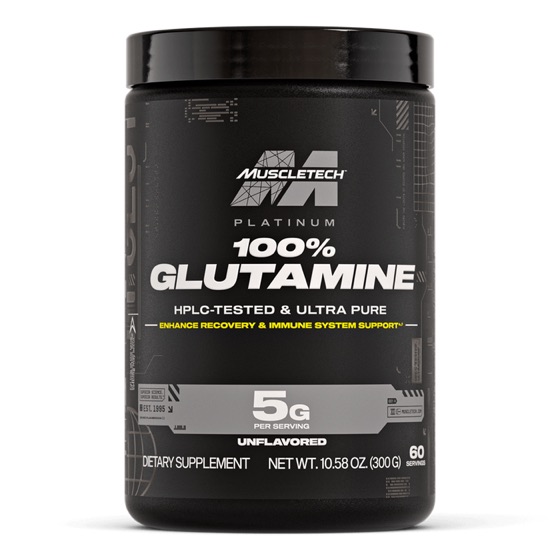 MUSCLETECH
PLATINUM
100%
GLUTAMINE
HPLC-TESTED & ULTRA PURE
ENHANCE RECOVERY & IMMUNE SYSTEM SUPPORT
EST. 1995
5G
PER SERVING
UNFLAVORED
DIETARY SUPPLEMENT NET WT. 10.58 OZ. (300 G) 60 SERVINGS